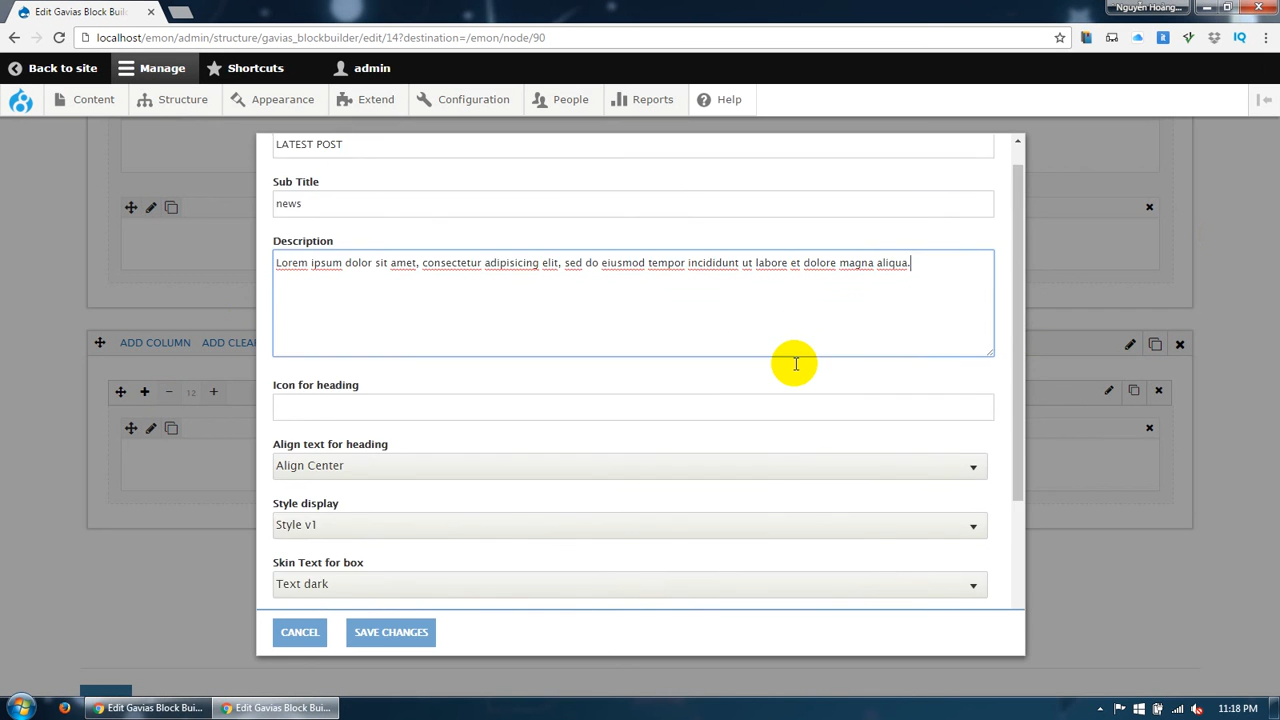 Edit Gavias Block Buil
Nguyen Hoang...
localhost/emon/admin/structure/gavias_blockbuilder/edit/14?destination=/emon/node/90
Back to site
Manage
Shortcuts
admin
Content
Structure
Appearance
Extend
Configuration
People
Reports
Help
LATEST POST
Sub Title
news
Description
Lorem ipsum dolor sit amet, consectetur adipisicing elit, sed do eiusmod tempor incididunt ut labore et dolore magna aliqua.
ADD COLUMN
ADD CLEA
12
Icon for heading
Align text for heading
Align Center
Style display
Style v1
Skin Text for box
Text dark
CANCEL
SAVE CHANGES
Edit Gavias Block Bui...
Edit Gavias Block Bui...
11:18 PM